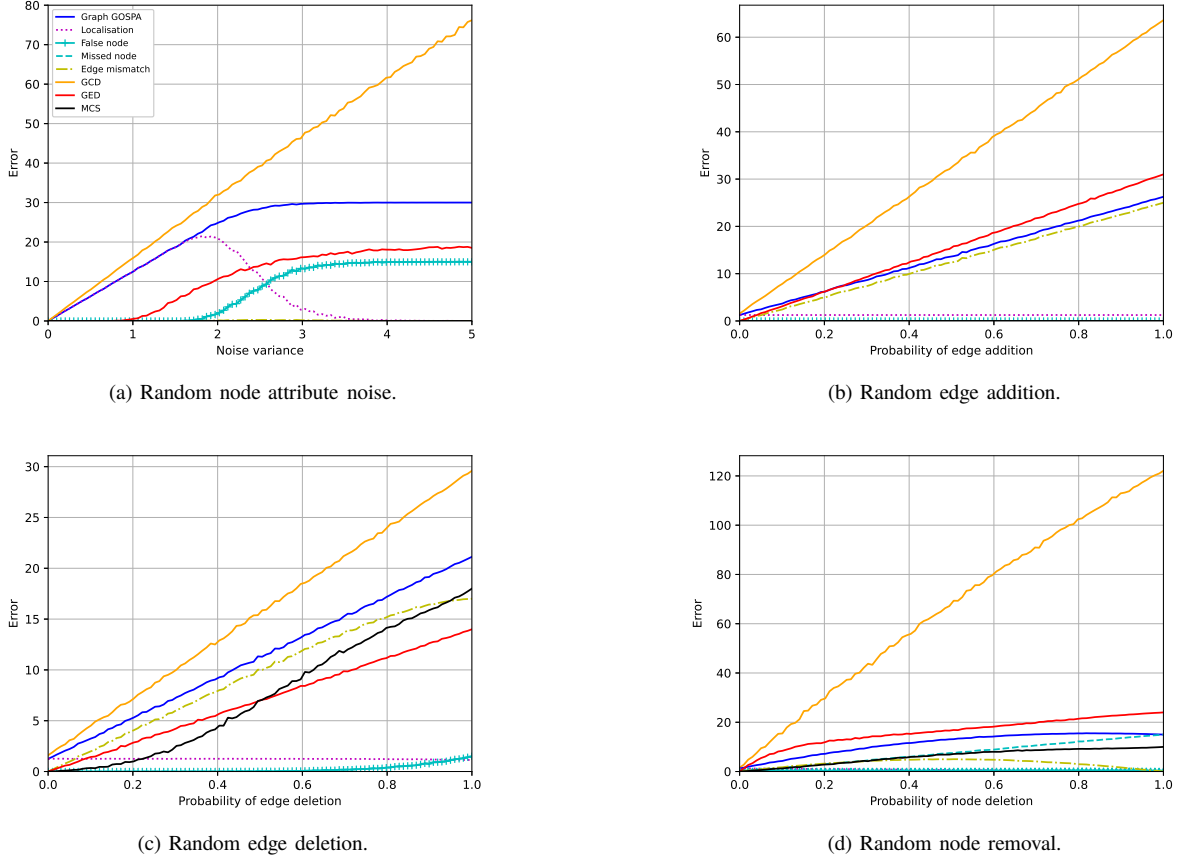 80
70
60
50
40
30
20
10
0
Error
Graph GOSPA
Localisation
False node
Missed node
Edge mismatch
GCD
GED
MCS
0 1 2 3 4 5
Noise variance
(a) Random node attribute noise.
60
50
40
30
20
10
0
Error
0.0 0.2 0.4 0.6 0.8 1.0
Probability of edge addition
(b) Random edge addition.
30
25
20
15
10
5
0
Error
0.0 0.2 0.4 0.6 0.8 1.0
Probability of edge deletion
(c) Random edge deletion.
120
100
80
60
40
20
0
Error
0.0 0.2 0.4 0.6 0.8 1.0
Probability of node deletion
(d) Random node removal.